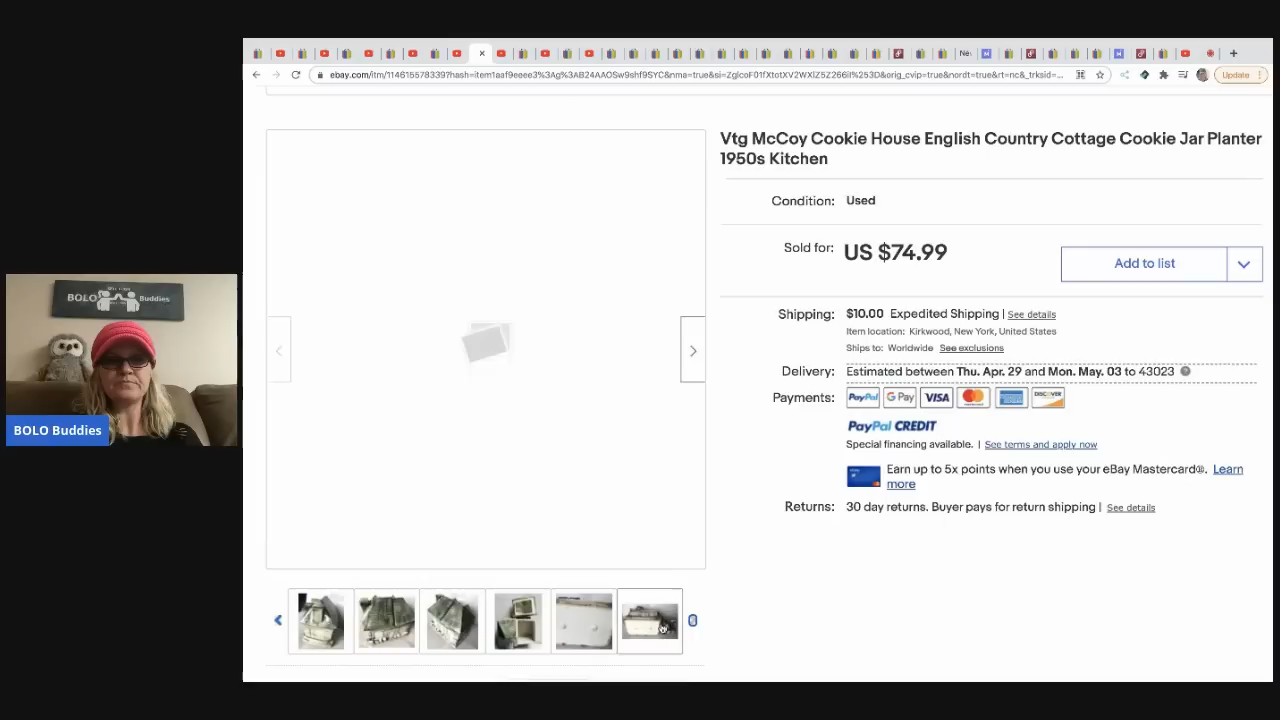 ebay.com/itm/114615578339?hash=item1aaf9eeee3%3Ag%3AB24AAOSw9shf9SYC&nma=true&si=ZglcoF01fXtotXV2WXlZ5Z266iI%253D&orig_cvip=true&nordt=true&rt=nc&_trksid=...
Update
Vtg McCoy Cookie House English Country Cottage Cookie Jar Planter
1950s Kitchen
Condition: Used
Sold for: US $74.99
Add to list
Shipping: $10.00 Expedited Shipping | See details
Item location: Kirkwood, New York, United States
Ships to: Worldwide See exclusions
Delivery: Estimated between Thu. Apr. 29 and Mon. May. 03 to 43023
Payments: PayPal G Pay VISA
DISCOVER
PayPal CREDIT
Special financing available. | See terms and apply now
Earn up to 5x points when you use your eBay Mastercard®. Learn
more
Returns: 30 day returns. Buyer pays for return shipping | See details
BOLO Buddies
BOLO Buddies